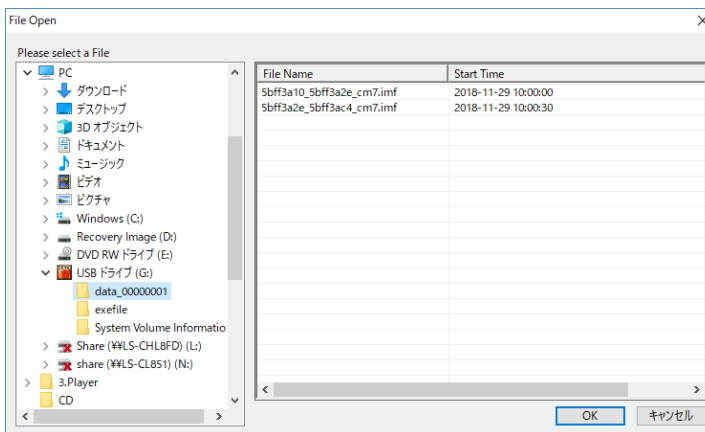 File Open
Please select a File
PC
ダウンロード
デスクトップ
3D オブジェクト
ドキュメント
ミュージック
ビデオ
ピクチャ
Windows (C:)
Recovery Image (D:)
DVD RW ドライブ (E:)
USB ドライブ (G:)
data_00000001
exefile
System Volume Informatio
Share (¥¥LS-CHL8FD) (L:)
share (¥¥LS-CL851) (N:)
3.Player
CD
File Name Start Time
5bff3a10_5bff3a2e_cm7.imf 2018-11-29 10:00:00
5bff3a2e_5bff3ac4_cm7.imf 2018-11-29 10:00:30
OK キャンセル